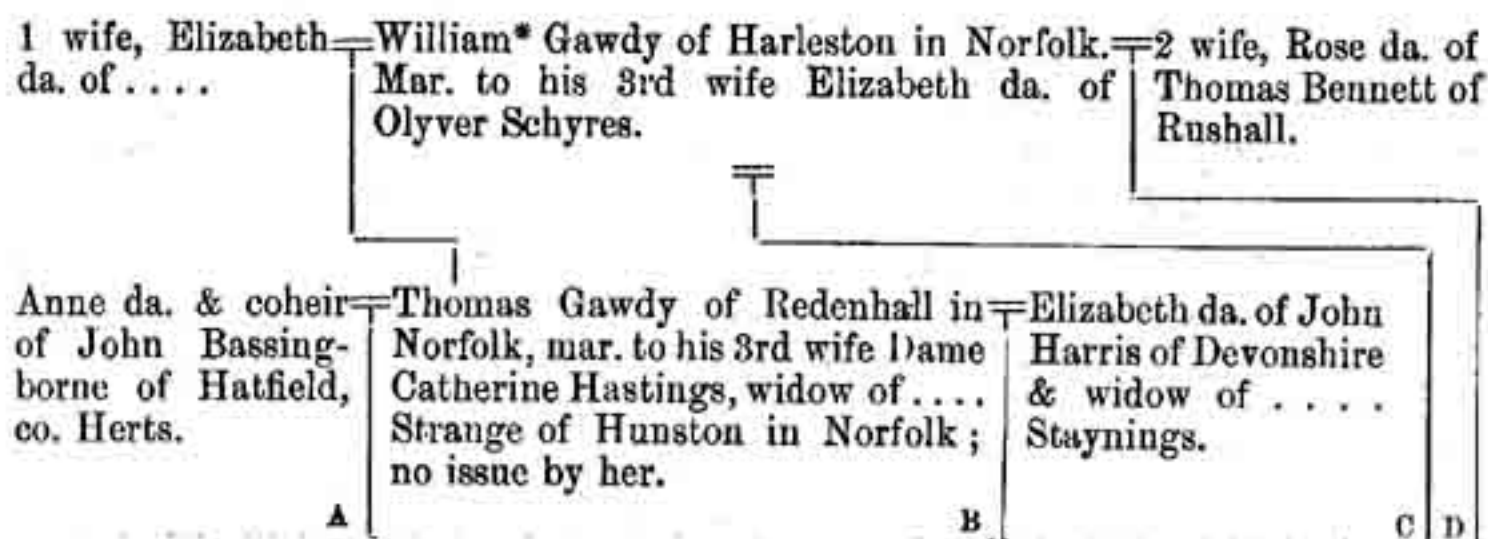 1 wife, Elizabeth
da. of . . . .
William* Gawdy of Harleston in Norfolk.
Mar. to his 3rd wife Elizabeth da. of
Olyver Schyres.
2 wife, Rose da. of
Thomas Bennett of
Rushall.
Anne da. & coheir
of John Bassing-
borne of Hatfield,
co. Herts.
Thomas Gawdy of Redenhall in
Norfolk, mar. to his 3rd wife Dame
Catherine Hastings, widow of . . . .
Strange of Hunston in Norfolk ;
no issue by her.
Elizabeth da. of John
Harris of Devonshire
& widow of . . . .
Staynings.
A
B
C
D